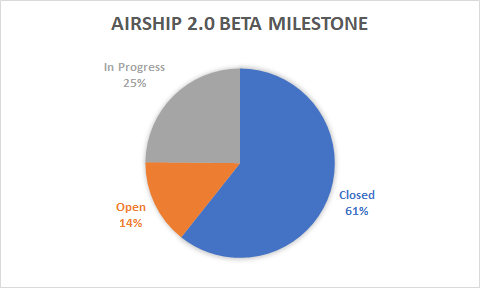 AIRSHIP 2.0 BETA MILESTONE
In Progress
25%
Closed
61%
Open
14%